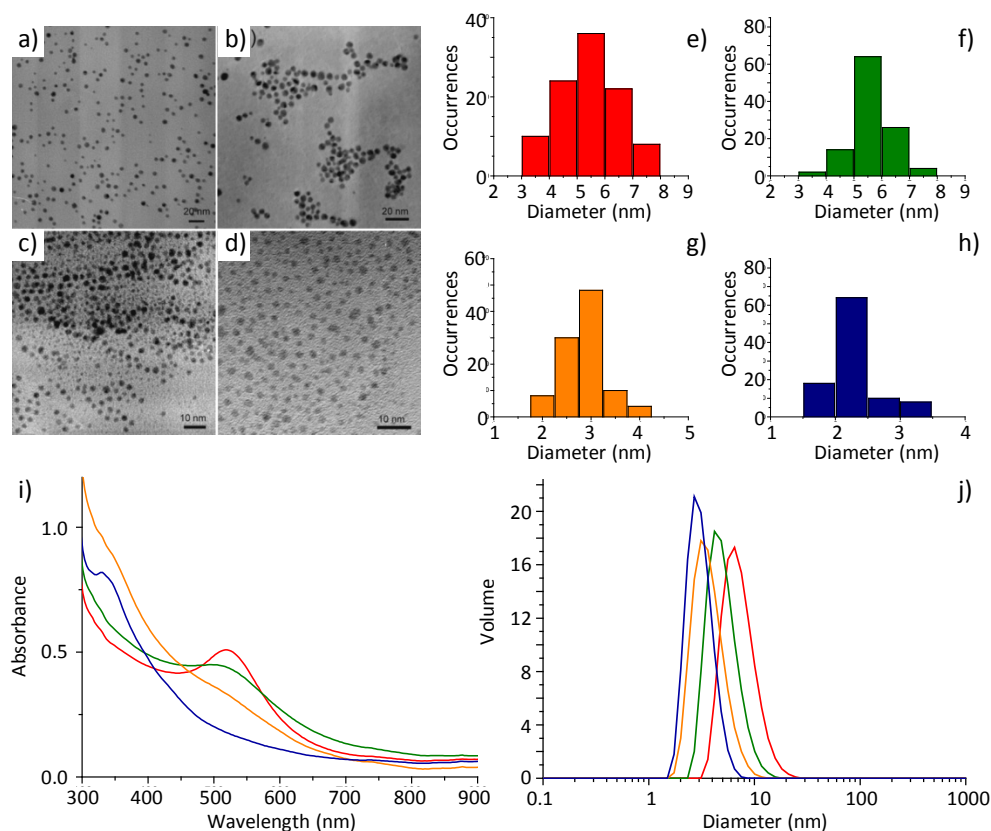 a)
b)
20 nm
20 nm
c)
d)
10 nm
10 nm
e)
Occurrences
40
20
0
2 3 4 5 6 7 8 9
Diameter (nm)
f)
Occurrences
80
60
40
20
0
2 3 4 5 6 7 8 9
Diameter (nm)
g)
Occurrences
60
40
20
0
1 2 3 4 5
Diameter (nm)
h)
Occurrences
80
60
40
20
0
1 2 3 4
Diameter (nm)
i)
Absorbance
1.0
0.5
0.0
300 400 500 600 700 800 900
Wavelength (nm)
j)
Volume
20
16
12
8
4
0
0.1 1 10 100 1000
Diameter (nm)